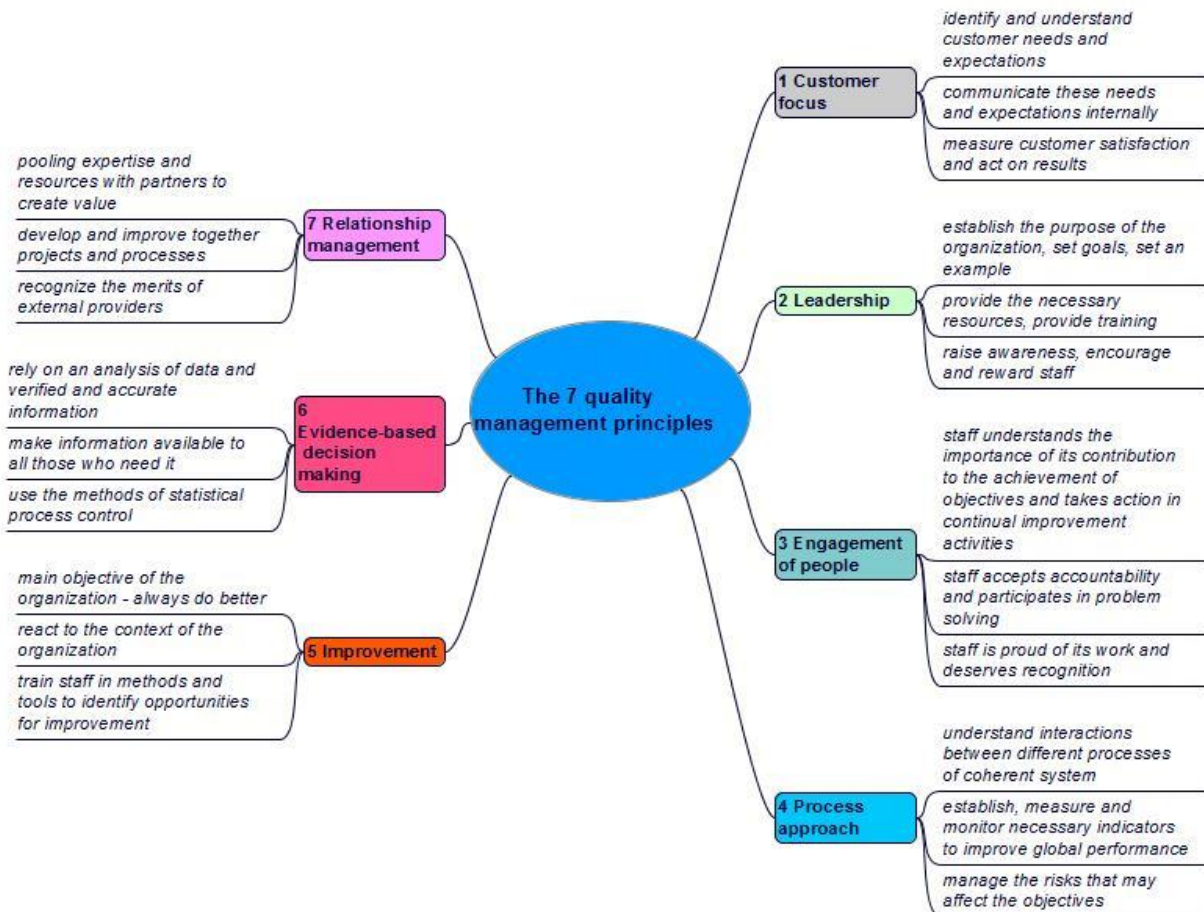 The 7 quality
management principles
1 Customer
focus
identify and understand
customer needs and
expectations
communicate these needs
and expectations internally
measure customer satisfaction
and act on results
2 Leadership
establish the purpose of the
organization, set goals, set an
example
provide the necessary
resources, provide training
raise awareness, encourage
and reward staff
3 Engagement
of people
staff understands the
importance of its contribution
to the achievement of
objectives and takes action in
continual improvement
activities
staff accepts accountability
and participates in problem
solving
staff is proud of its work and
deserves recognition
4 Process
approach
understand interactions
between different processes
of coherent system
establish, measure and
monitor necessary indicators
to improve global performance
manage the risks that may
affect the objectives
5 Improvement
main objective of the
organization - always do better
react to the context of the
organization
train staff in methods and
tools to identify opportunities
for improvement
6
Evidence-based
decision
making
rely on an analysis of data and
verified and accurate
information
make information available to
all those who need it
use the methods of statistical
process control
7 Relationship
management
pooling expertise and
resources with partners to
create value
develop and improve together
projects and processes
recognize the merits of
external providers